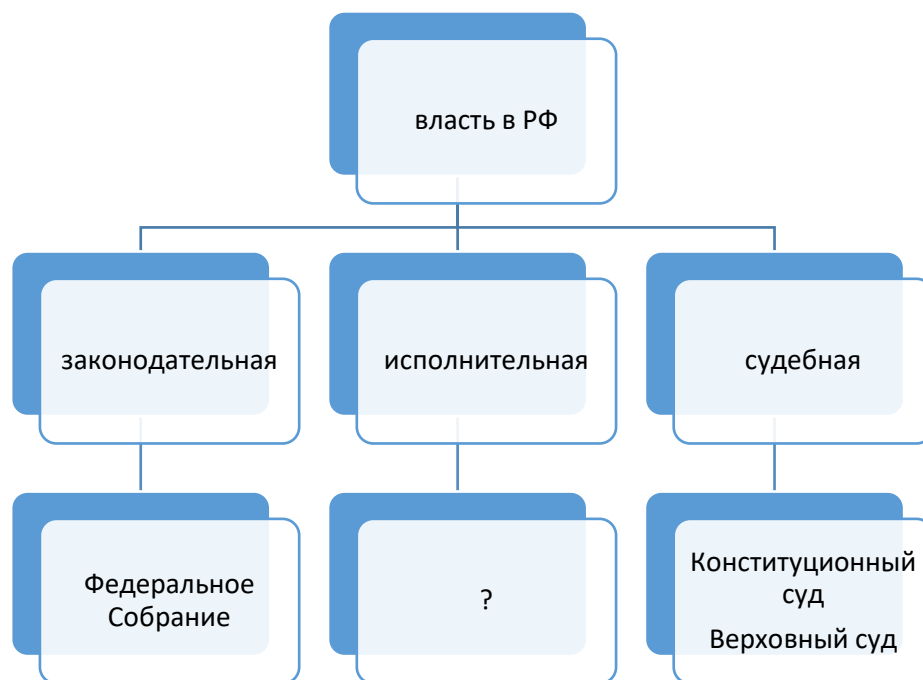 власть в РФ
законодательная
исполнительная
судебная
Федеральное
Собрание
?
Конституционный
суд
Верховный суд